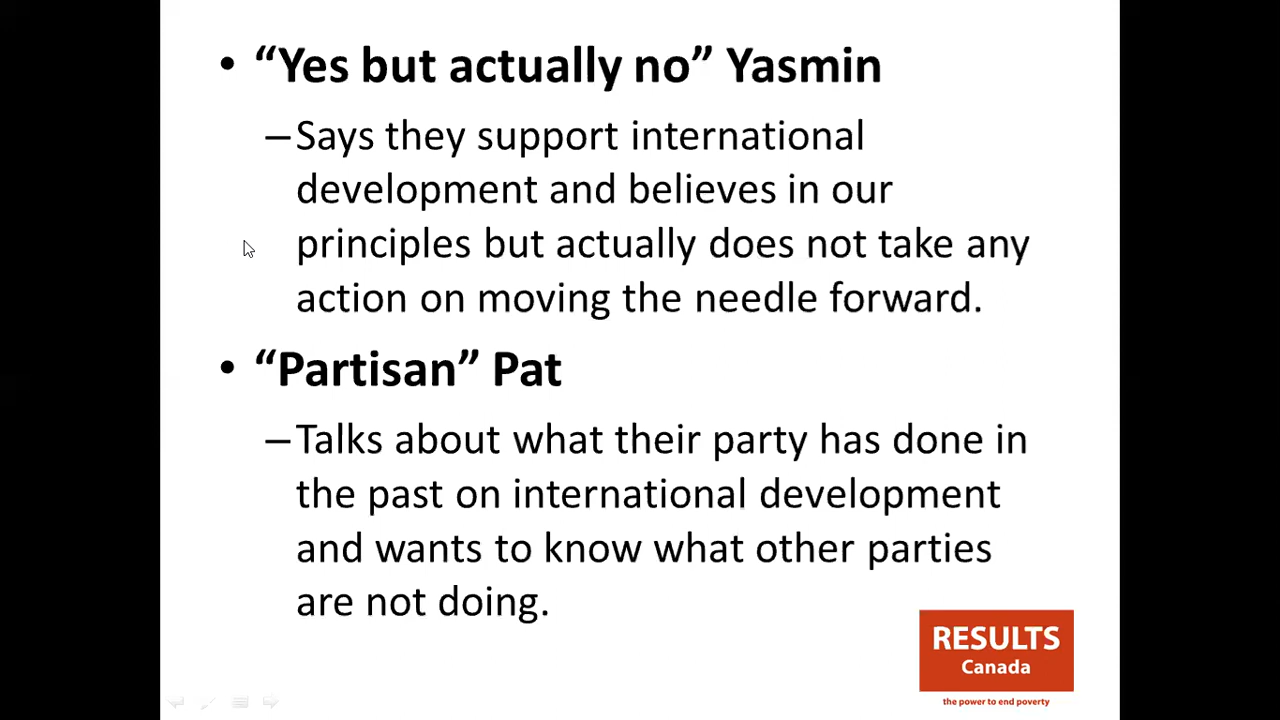 • “Yes but actually no” Yasmin
–Says they support international
development and believes in our
principles but actually does not take any
action on moving the needle forward.
• “Partisan” Pat
–Talks about what their party has done in
the past on international development
and wants to know what other parties
are not doing.
RESULTS
Canada
the power to end poverty